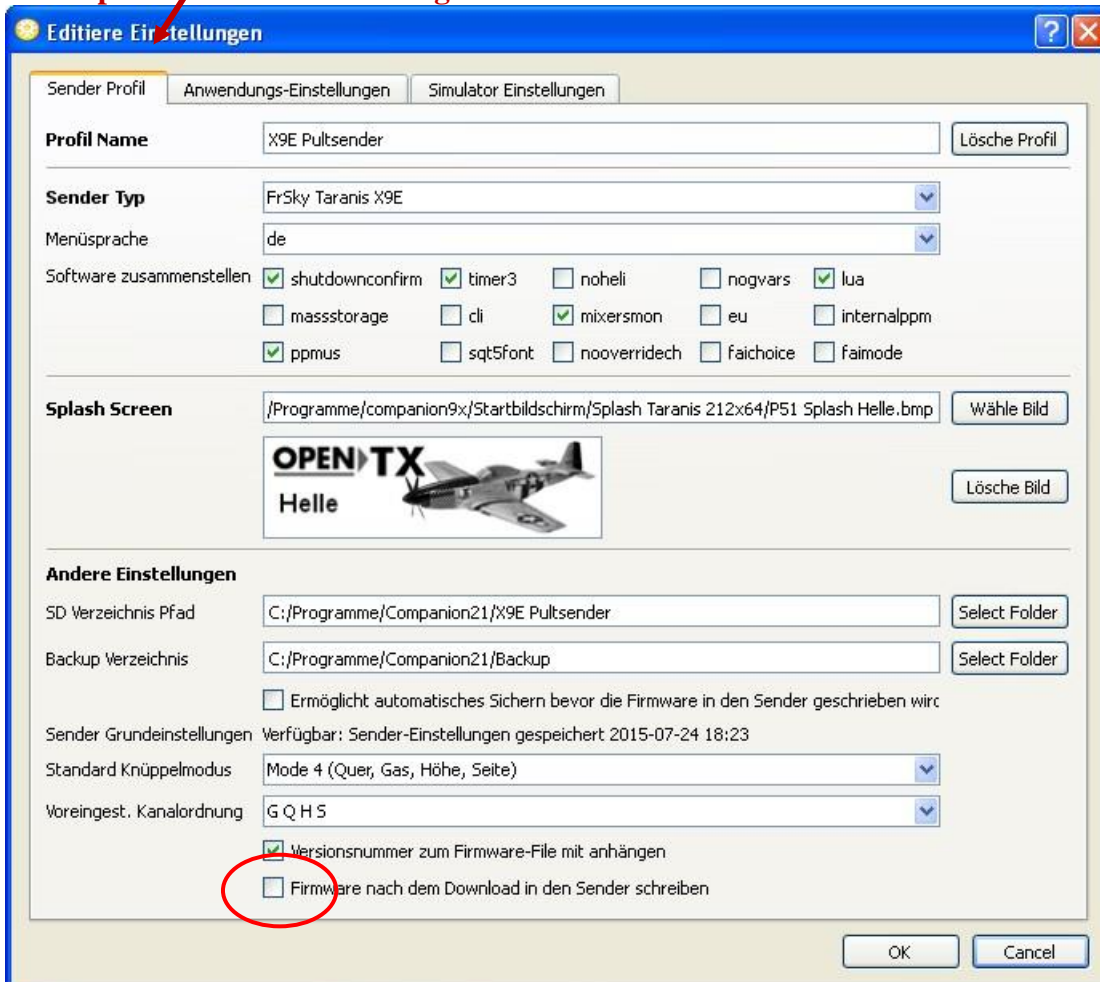 Editiere Einstellungen
Sender Profil Anwendungs-Einstellungen Simulator Einstellungen
Profil Name X9E Pultsender Lösche Profil
Sender Typ FrSky Taranis X9E
Menüsprache de
Software zusammenstellen shutdownconfirm timer3 noheli nogvars lua
massstorage cli mixersmon eu internalppm
ppmus sqt5font nooverridech faichoice faimode
Splash Screen /Programme/companion9x/Startbildschirm/Splash Taranis 212x64/P51 Splash Helle.bmp Wähle Bild
OPEN TX
Helle
Lösche Bild
Andere Einstellungen
SD Verzeichnis Pfad C:/Programme/Companion21/X9E Pultsender Select Folder
Backup Verzeichnis C:/Programme/Companion21/Backup Select Folder
Ermöglicht automatisches Sichern bevor die Firmware in den Sender geschrieben wirc
Sender Grundeinstellungen Verfügbar: Sender-Einstellungen gespeichert 2015-07-24 18:23
Standard Knüppelmodus Mode 4 (Quer, Gas, Höhe, Seite)
Voreingest. Kanalordnung G Q H S
Versionsnummer zum Firmware-File mit anhängen
Firmware nach dem Download in den Sender schreiben
OK Cancel